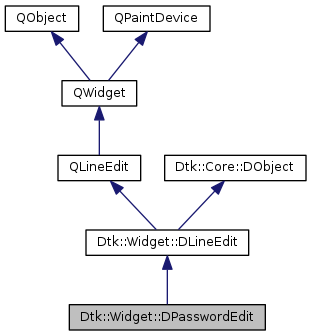 QObject
QPaintDevice
QWidget
QLineEdit
Dtk::Core::DObject
Dtk::Widget::DLineEdit
Dtk::Widget::DPasswordEdit